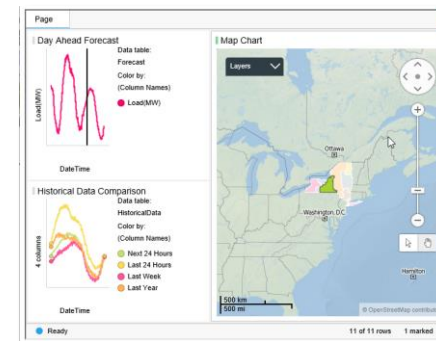 Page
Day Ahead Forecast
Data table:
Forecast
Color by:
(Column Names)
Load(MW)
Load(MW)
DateTime
Historical Data Comparison
Data table:
HistoricalData
Color by:
(Column Names)
Next 24 Hours
Last 24 Hours
Last Week
Last Year
4 columns
DateTime
Map Chart
Layers
Ottawa
Washington, D.C.
Hamilton
500 km
500 mi
© OpenStreetMap contribut
Ready
11 of 11 rows
1 marked